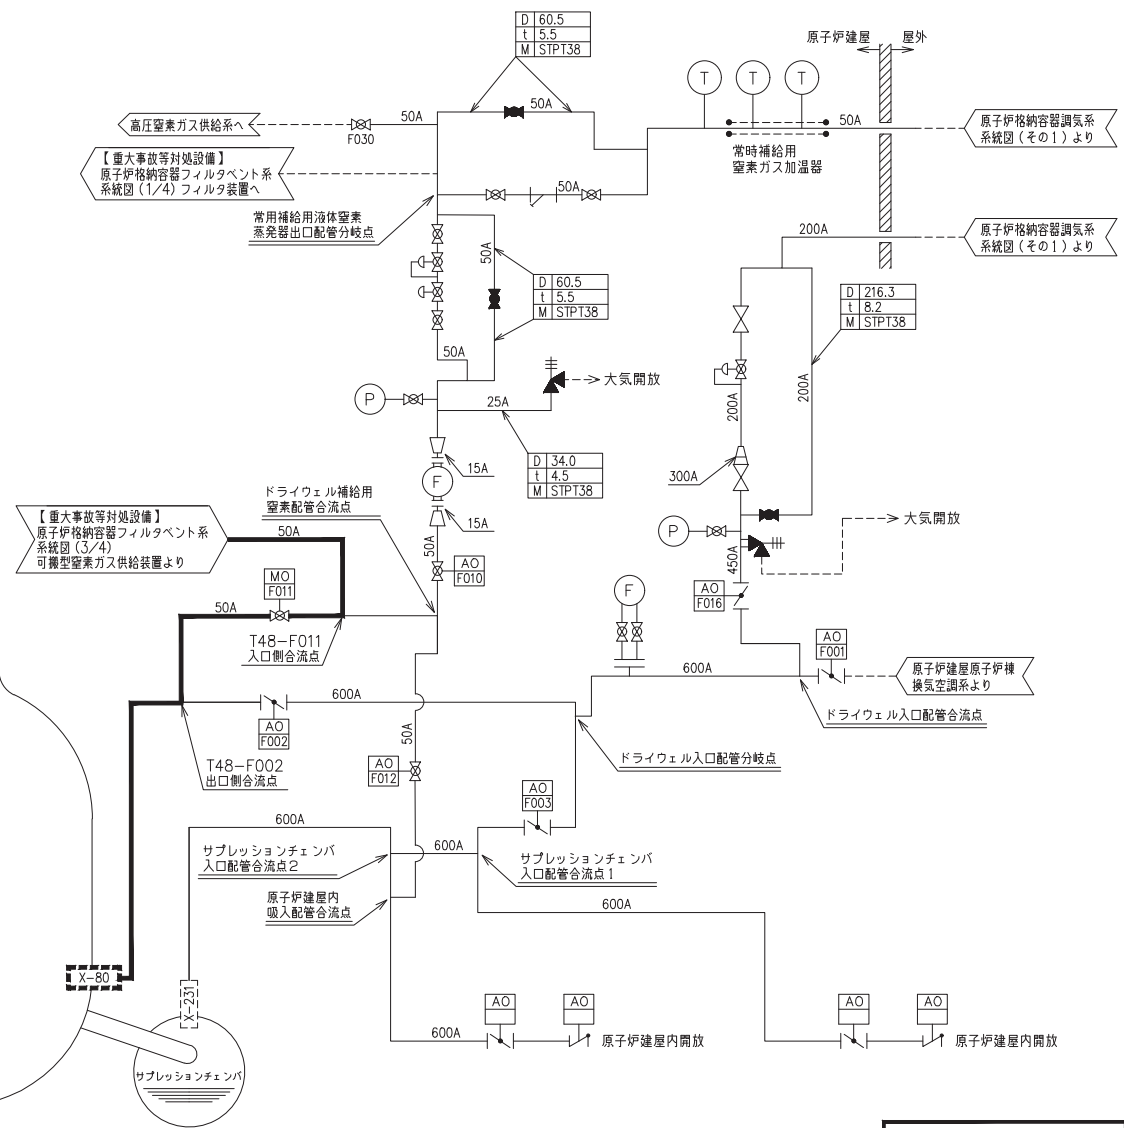 D 60.5
t 5.5
M STPT38
原子炉建屋
屋外
T
T
T
50A
50A
50A
高圧窒素ガス供給系へ
F030
常時補給用
窒素ガス加温器
原子炉格納容器調気系
系統図(その1)より
【重大事故等対処設備】
原子炉格納容器フィルタベント系
系統図(1/4)フィルタ装置へ
50A
常用補給用液体窒素
蒸発器出口配管分岐点
200A
原子炉格納容器調気系
系統図(その1)より
50A
D 60.5
t 5.5
M STPT38
D 216.3
t 8.2
M STPT38
50A
大気開放
P
25A
200A
200A
D 34.0
t 4.5
M STPT38
15A
F
300A
ドライウェル補給用
窒素配管合流点
15A
【重大事故等対処設備】
原子炉格納容器フィルタベント系
系統図(3/4)
可搬型窒素ガス供給装置より
50A
P
大気開放
50A
450A
AO
F010
MO
F011
50A
F
AO
F016
T48-F011
入口側合流点
AO
F001
600A
原子炉建屋原子炉棟
換気空調系より
600A
ドライウェル入口配管合流点
AO
F002
50A
ドライウェル入口配管分岐点
T48-F002
出口側合流点
AO
F012
AO
F003
600A
600A
サプレッションチェンバ
入口配管合流点2
サプレッションチェンバ
入口配管合流点1
原子炉建屋内
吸入配管合流点
600A
X-80
X-231
AO
AO
600A
原子炉建屋内開放
AO
AO
原子炉建屋内開放
サプレッションチェンバ